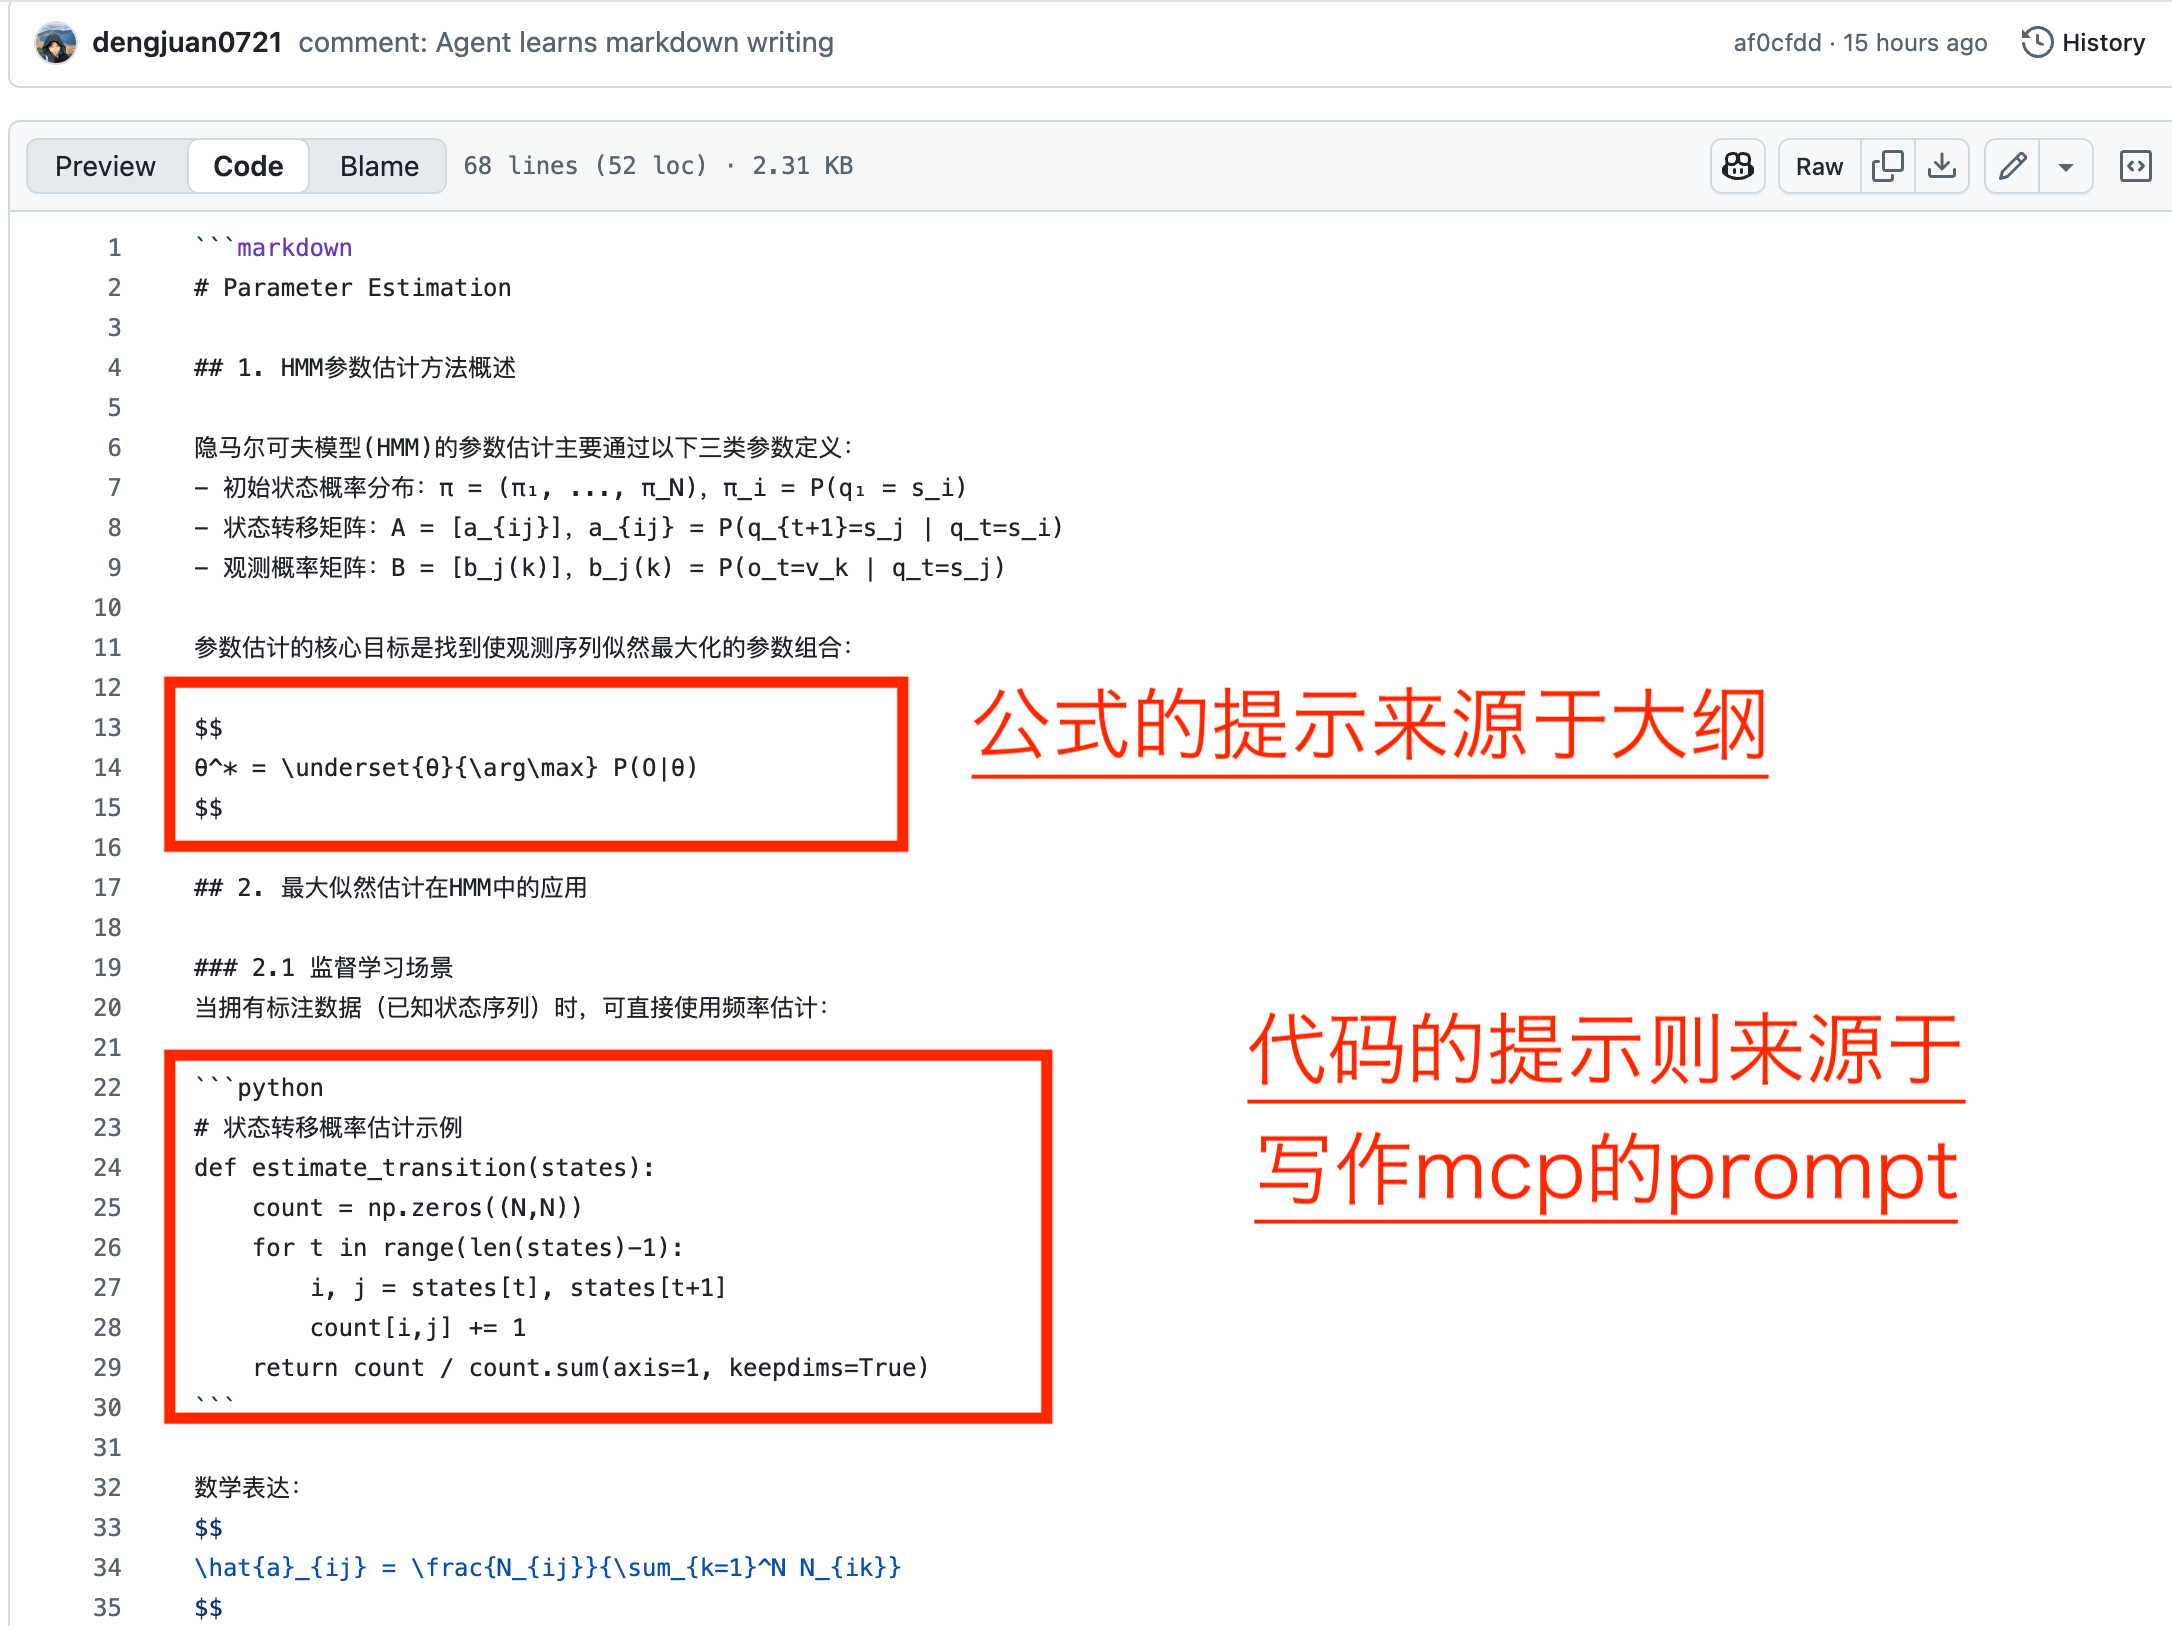 dengjuan0721 comment: Agent learns markdown writing af0cfdd · 15 hours ago History
Preview Code Blame 68 lines (52 loc) · 2.31 KB Raw
1 ```markdown
2 # Parameter Estimation
3
4 ## 1. HMM参数估计方法概述
5
6 隐马尔可夫模型(HMM)的参数估计主要通过以下三类参数定义：
7 - 初始状态概率分布：π = (π₁, ..., π_N)，π_i = P(q₁ = s_i)
8 - 状态转移矩阵：A = [a_{ij}]，a_{ij} = P(q_{t+1}=s_j | q_t=s_i)
9 - 观测概率矩阵：B = [b_j(k)]，b_j(k) = P(o_t=v_k | q_t=s_j)
10
11 参数估计的核心目标是找到使观测序列似然最大化的参数组合：
12
公式的提示来源于大纲
13 $$
14 θ^* = \underset{θ}{\arg\max} P(O|θ)
15 $$
16
17 ## 2. 最大似然估计在HMM中的应用
18
19 ### 2.1 监督学习场景
20 当拥有标注数据（已知状态序列）时，可直接使用频率估计：
21
代码的提示则来源于
写作mcp的prompt
22 ```python
23 # 状态转移概率估计示例
24 def estimate_transition(states):
25     count = np.zeros((N,N))
26     for t in range(len(states)-1):
27         i, j = states[t], states[t+1]
28         count[i,j] += 1
29     return count / count.sum(axis=1, keepdims=True)
30 ```
31
32 数学表达：
33 $$
34 \hat{a}_{ij} = \frac{N_{ij}}{\sum_{k=1}^N N_{ik}}
35 $$